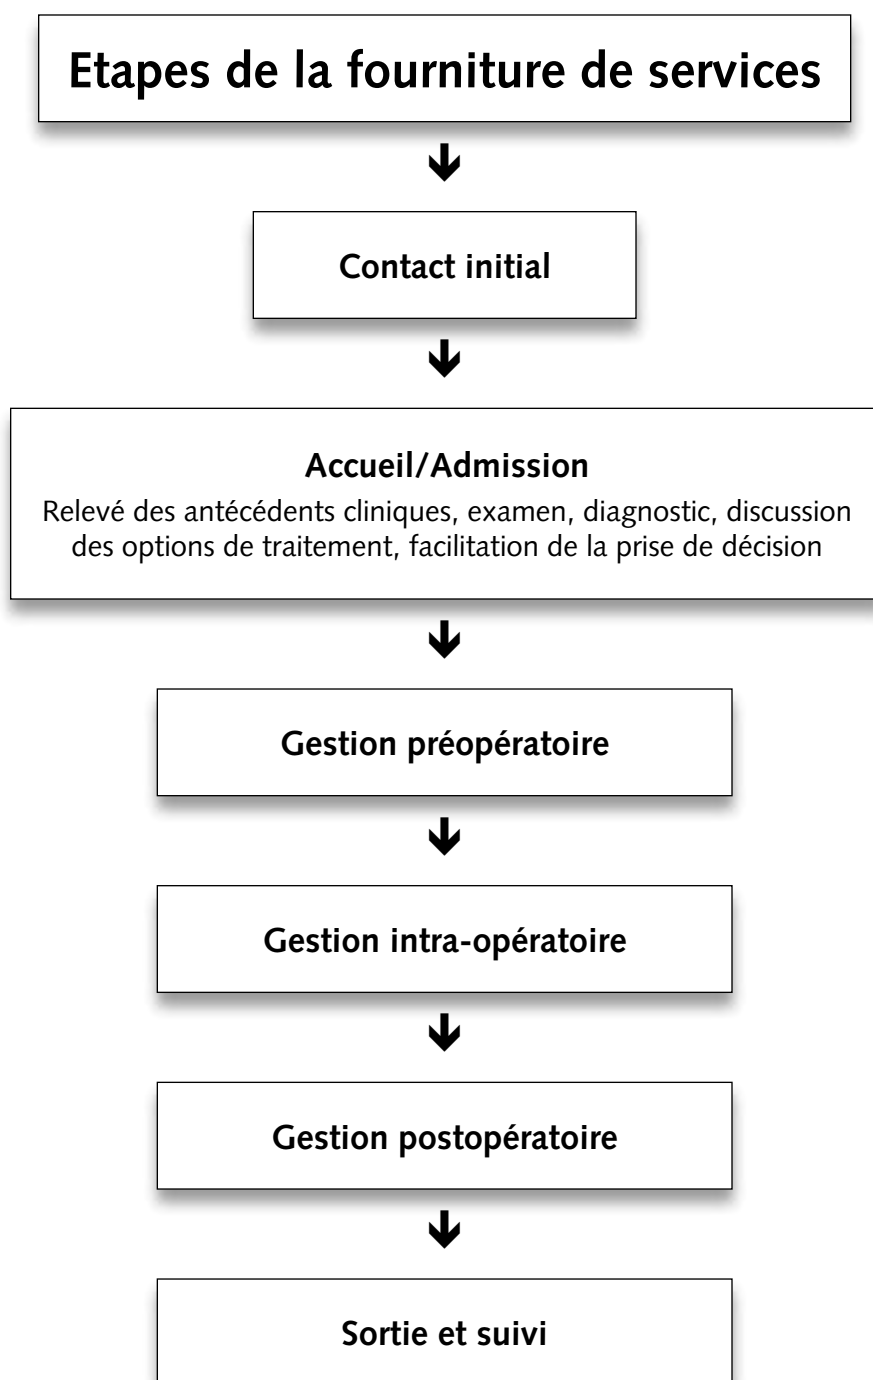 Etapes de la fourniture de services
Contact initial
Accueil/Admission
Relevé des antécédents cliniques, examen, diagnostic, discussion
des options de traitement, facilitation de la prise de décision
Gestion préopératoire
Gestion intra-opératoire
Gestion postopératoire
Sortie et suivi